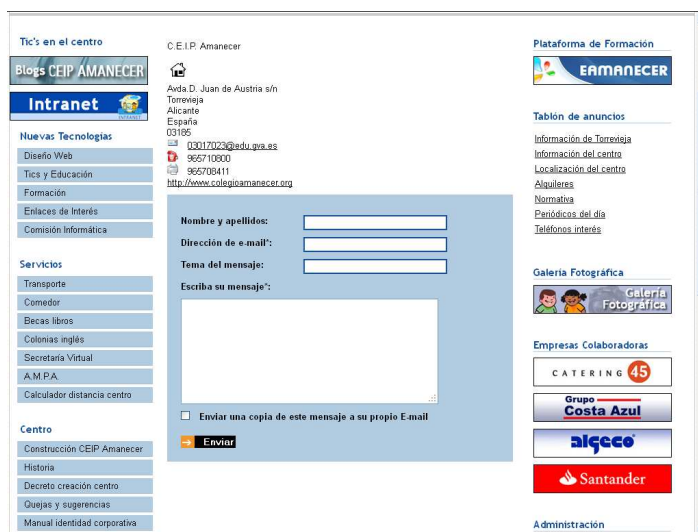 Tic's en el centro
Blogs CEIP AMANECER
Intranet
INTRANET
Nuevas Tecnologías
Diseño Web
Tics y Educación
Formación
Enlaces de Interés
Comisión Informática
Servicios
Transporte
Comedor
Becas libros
Colonias inglés
Secretaría Virtual
A.M.P.A.
Calculador distancia centro
Centro
Construcción CEIP Amanecer
Historia
Decreto creación centro
Quejas y sugerencias
Manual identidad corporativa
C.E.I.P. Amanecer
Avda.D. Juan de Austria s/n
Torrevieja
Alicante
España
03185
03017023@edu.gva.es
965710800
965708411
http://www.colegioamanecer.org
Nombre y apellidos:
Dirección de e-mail*:
Tema del mensaje:
Escriba su mensaje*:
Enviar una copia de este mensaje a su propio E-mail
Enviar
Plataforma de Formación
EAMANECER
Tablón de anuncios
Información de Torrevieja
Información del centro
Localización del centro
Alquileres
Normativa
Periódicos del día
Teléfonos interés
Galería Fotográfica
Galería
Fotográfica
Empresas Colaboradoras
CATERING 45
Grupo
Costa Azul
algeco
Santander
Administración